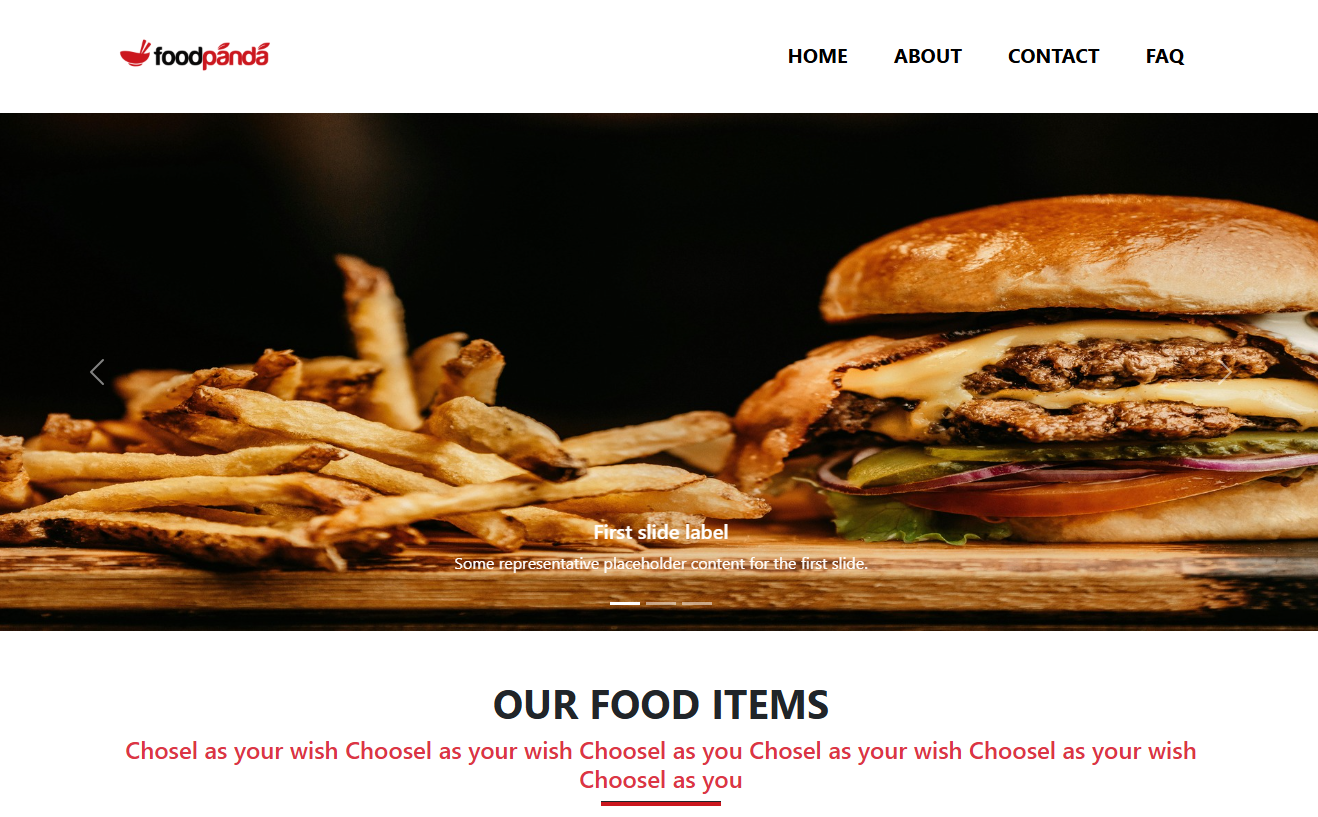 foodpanda
HOME ABOUT CONTACT FAQ
First slide label
Some representative placeholder content for the first slide.
OUR FOOD ITEMS
Chosel as your wish Choosel as your wish Choosel as you Chosel as your wish Choosel as your wish
Choosel as you